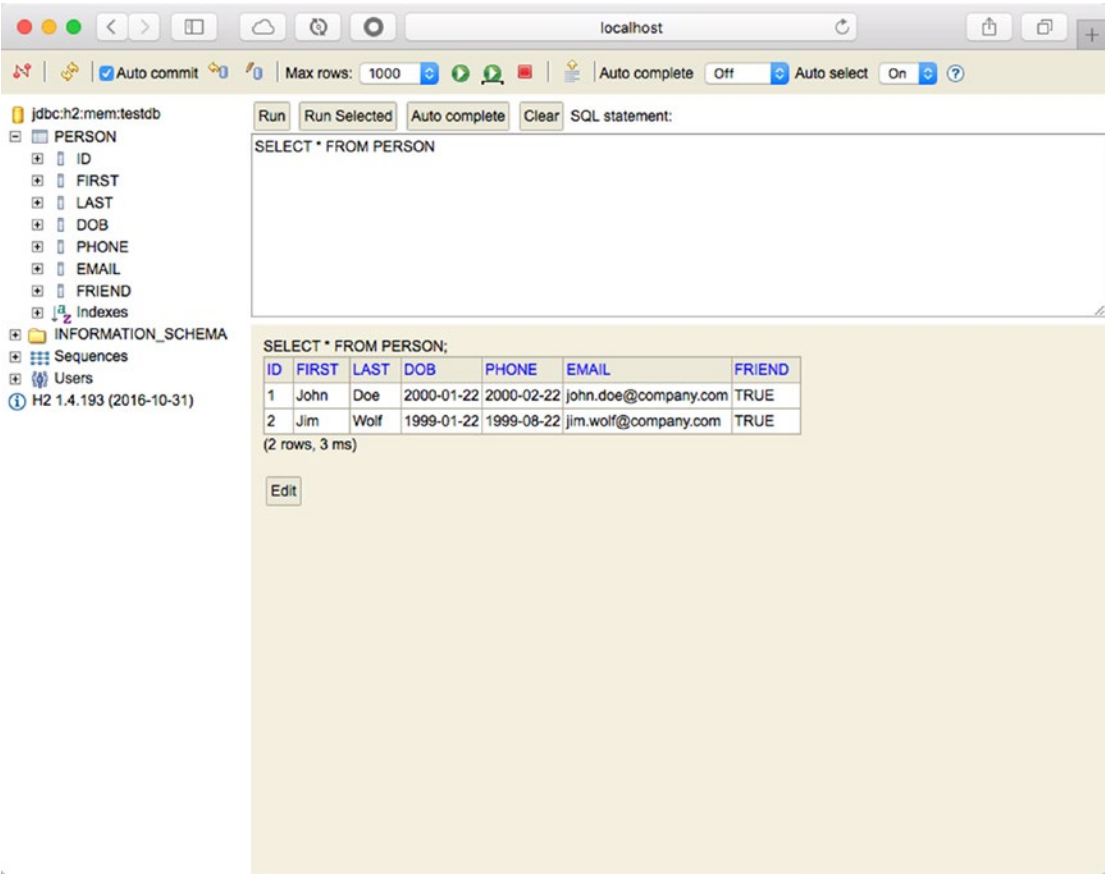 localhost
Auto commit Max rows: 1000 Auto complete Off Auto select On
jdbc:h2:mem:testdb
PERSON
ID
FIRST
LAST
DOB
PHONE
EMAIL
FRIEND
Indexes
INFORMATION_SCHEMA
Sequences
Users
H2 1.4.193 (2016-10-31)
Run Run Selected Auto complete Clear SQL statement:
SELECT * FROM PERSON
SELECT * FROM PERSON;
ID FIRST LAST DOB PHONE EMAIL FRIEND
1 John Doe 2000-01-22 2000-02-22 john.doe@company.com TRUE
2 Jim Wolf 1999-01-22 1999-08-22 jim.wolf@company.com TRUE
(2 rows, 3 ms)
Edit